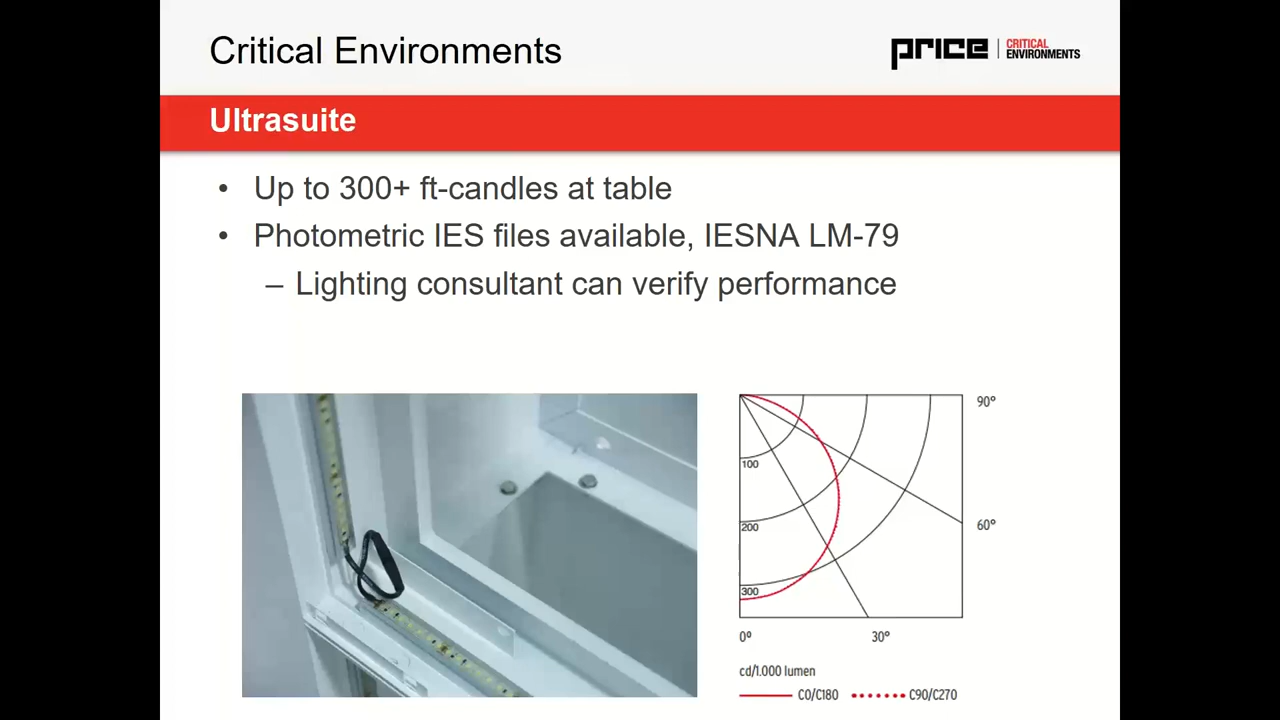 Critical Environments
price | CRITICAL ENVIRONMENTS
Ultrasuite
• Up to 300+ ft-candles at table
• Photometric IES files available, IESNA LM-79
– Lighting consultant can verify performance
90°
100
200
60°
300
0°
30°
cd/1.000 lumen
C0/C180
C90/C270